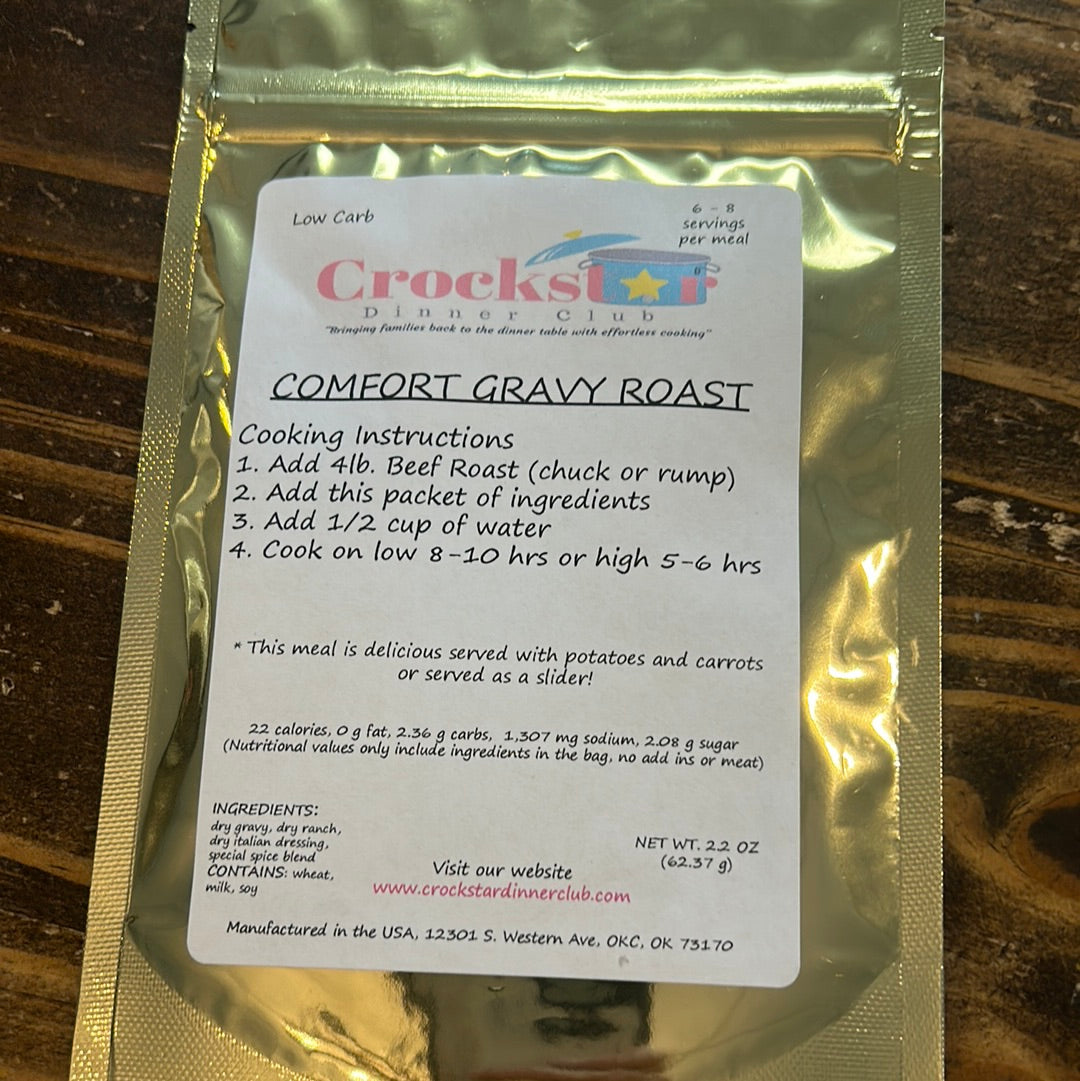 Low Carb
6 - 8
servings
per meal
Crockstar
Dinner Club
"Bringing families back to the dinner table with effortless cooking"
COMFORT GRAVY ROAST
Cooking Instructions
1. Add 4lb. Beef Roast (chuck or rump)
2. Add this packet of ingredients
3. Add 1/2 cup of water
4. Cook on low 8-10 hrs or high 5-6 hrs
* This meal is delicious served with potatoes and carrots
or served as a slider!
22 calories, 0 g fat, 2.36 g carbs, 1,307 mg sodium, 2.08 g sugar
(Nutritional values only include ingredients in the bag, no add ins or meat)
INGREDIENTS:
dry gravy, dry ranch,
dry italian dressing,
special spice blend
CONTAINS: wheat,
milk, soy
Visit our website
www.crockstardinnerclub.com
NET WT. 2.2 OZ
(62.37 g)
Manufactured in the USA, 12301 S. Western Ave, OKC, OK 73170